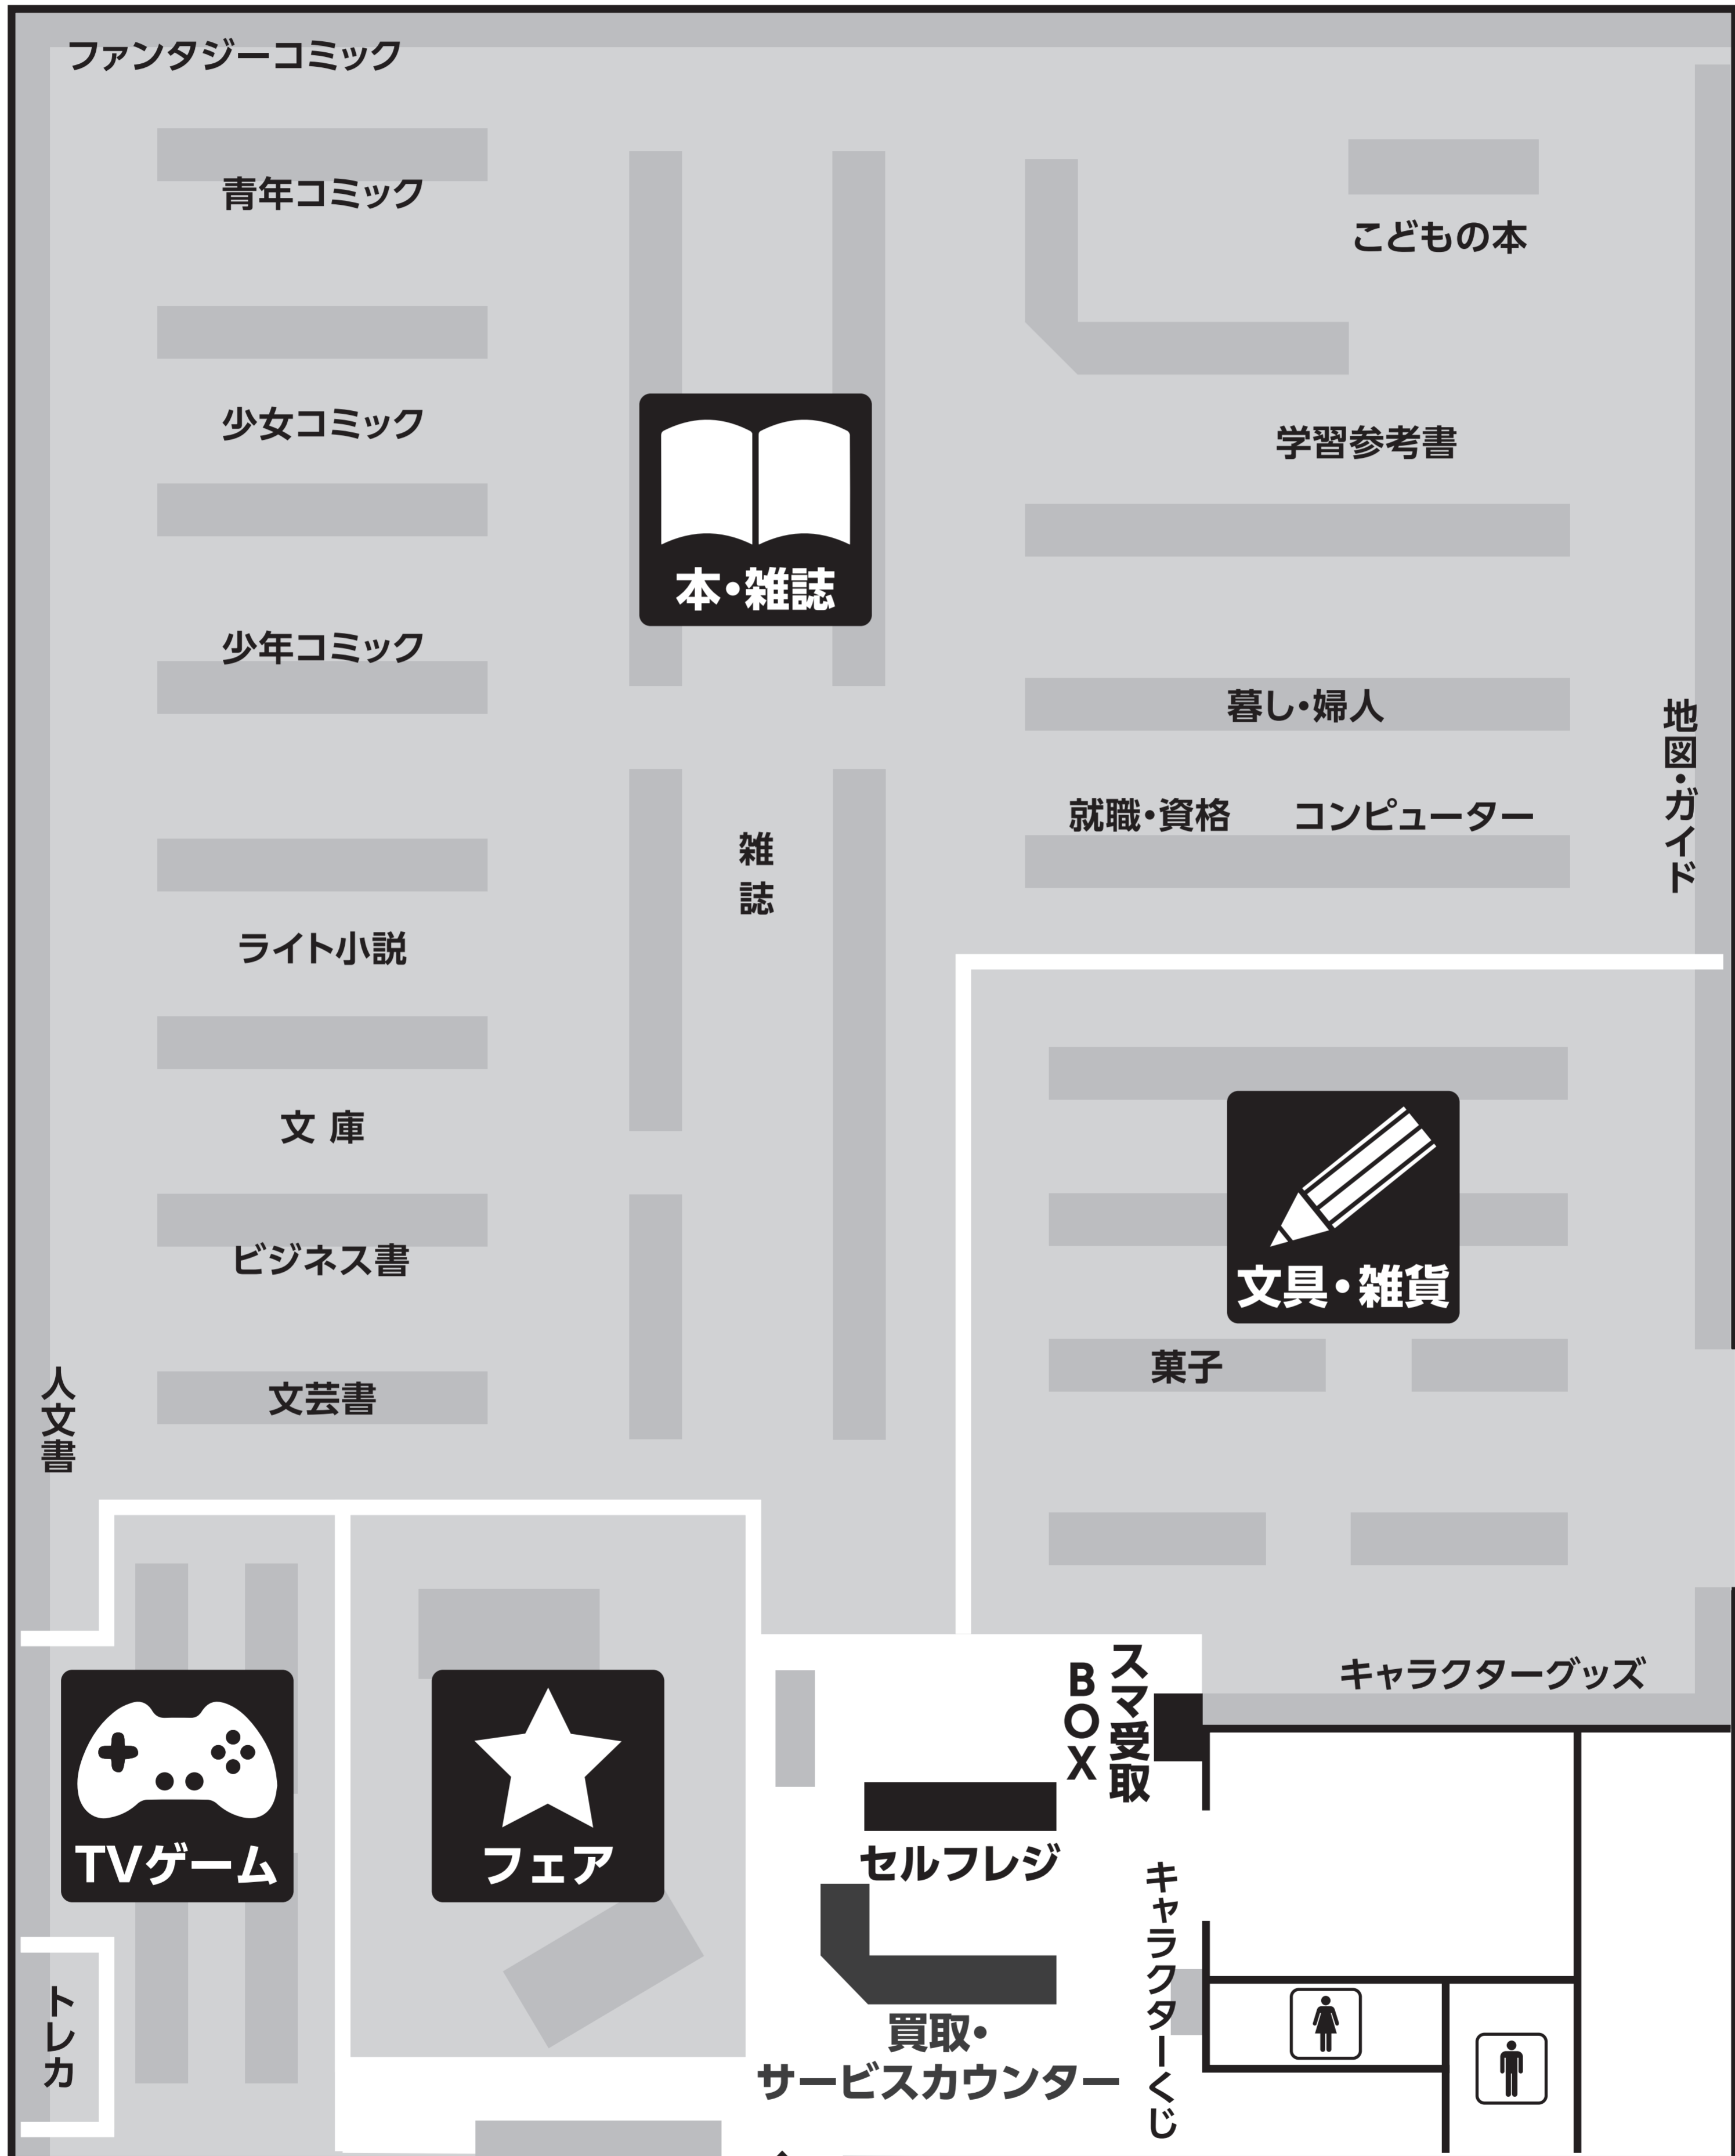 ファンタジーコミック
青年コミック
こどもの本
少女コミック
学習参考書
本・雑誌
少年コミック
暮し・婦人
地図・ガイド
就職・資格
コンピューター
雑誌
ライト小説
文庫
ビジネス書
文具・雑貨
菓子
人文書
文芸書
キャラクターグッズ
スマ受取
BOX
TVゲーム
フェア
セルフレジ
キャラクターくじ
トレカ
買取・
サービスカウンター